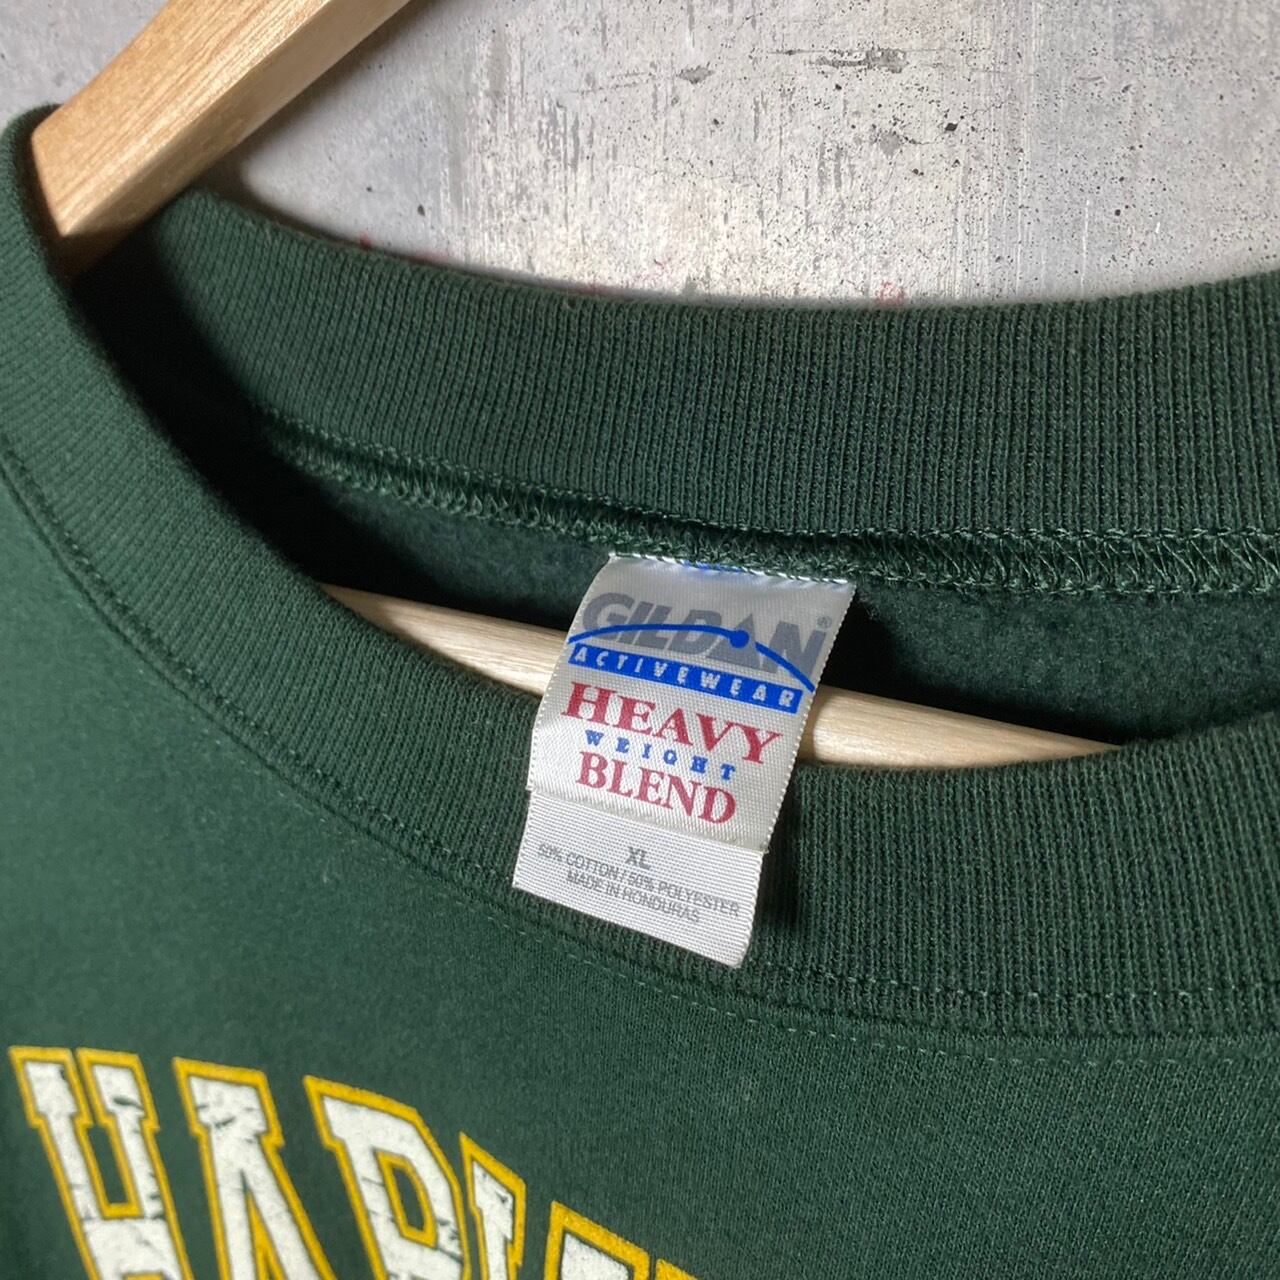 GILDAN®
ACTIVEWEAR
HEAVY
WEIGHT
BLEND
XL
50% COTTON / 50% POLYESTER
MADE IN HONDURAS